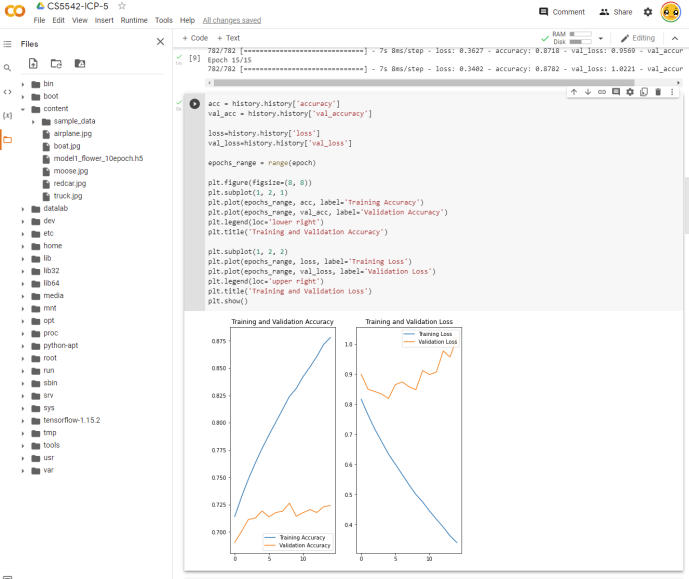 CS5542-ICP-5
File Edit View Insert Runtime Tools Help All changes saved
Comment
Share
Files
+ Code + Text
RAM
Disk
Editing
bin
boot
content
sample_data
airplane.jpg
boat.jpg
model1_flower_10epoch.h5
moose.jpg
redcar.jpg
truck.jpg
datalab
dev
etc
home
lib
lib32
lib64
media
mnt
opt
proc
python-apt
root
run
sbin
srv
sys
tensorflow-1.15.2
tmp
tools
usr
var
782/782 [==============================] - 7s 8ms/step - loss: 0.3627 - accuracy: 0.8718 - val_loss: 0.9569 - val_accur
[9] Epoch 15/15
782/782 [==============================] - 7s 8ms/step - loss: 0.3402 - accuracy: 0.8782 - val_loss: 1.0221 - val_accur
acc = history.history['accuracy']
val_acc = history.history['val_accuracy']
loss=history.history['loss']
val_loss=history.history['val_loss']
epochs_range = range(epoch)
plt.figure(figsize=(8, 8))
plt.subplot(1, 2, 1)
plt.plot(epochs_range, acc, label='Training Accuracy')
plt.plot(epochs_range, val_acc, label='Validation Accuracy')
plt.legend(loc='lower right')
plt.title('Training and Validation Accuracy')
plt.subplot(1, 2, 2)
plt.plot(epochs_range, loss, label='Training Loss')
plt.plot(epochs_range, val_loss, label='Validation Loss')
plt.legend(loc='upper right')
plt.title('Training and Validation Loss')
plt.show()
Training and Validation Accuracy
0.875
0.850
0.825
0.800
0.775
0.750
0.725
0.700
Training Accuracy
Validation Accuracy
0 5 10
Training and Validation Loss
Training Loss
Validation Loss
1.0
0.9
0.8
0.7
0.6
0.5
0.4
0 5 10